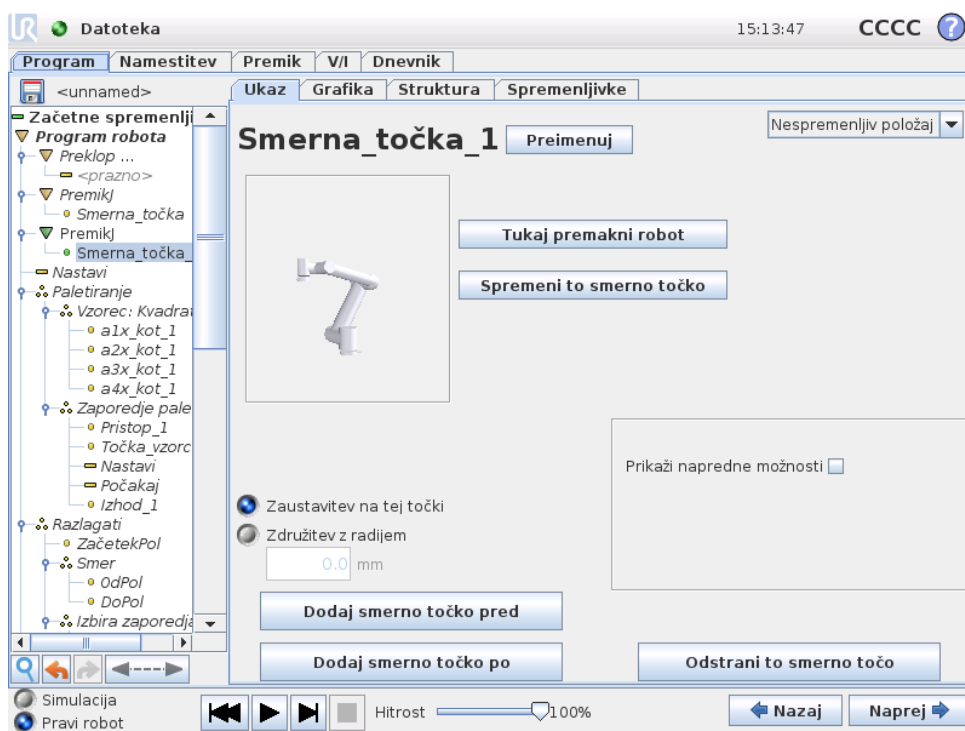 UR Datoteka 15:13:47 CCCC ?
Program Namestitev Premik V/I Dnevnik
<unnamed>
Ukaz Grafika Struktura Spremenljivke
Začetne spremenlji
Program robota
Preklop ...
<prazno>
PremikJ
Smerna_točka
PremikJ
Smerna_točka_
Nastavi
Paletiranje
Vzorec: Kvadrat
a1x_kot_1
a2x_kot_1
a3x_kot_1
a4x_kot_1
Zaporedje pale
Pristop_1
Točka_vzorc
Nastavi
Počakaj
Izhod_1
Razlagati
ZačetekPol
Smer
OdPol
DoPol
Izbira zaporedja
Smerna_točka_1 Preimenuj
Nespremenljiv položaj
Tukaj premakni robot
Spremeni to smerno točko
Prikaži napredne možnosti
Zaustavitev na tej točki
Združitev z radijem
0.0 mm
Dodaj smerno točko pred
Dodaj smerno točko po
Odstrani to smerno točo
Simulacija
Pravi robot
Hitrost 100%
Nazaj Naprej